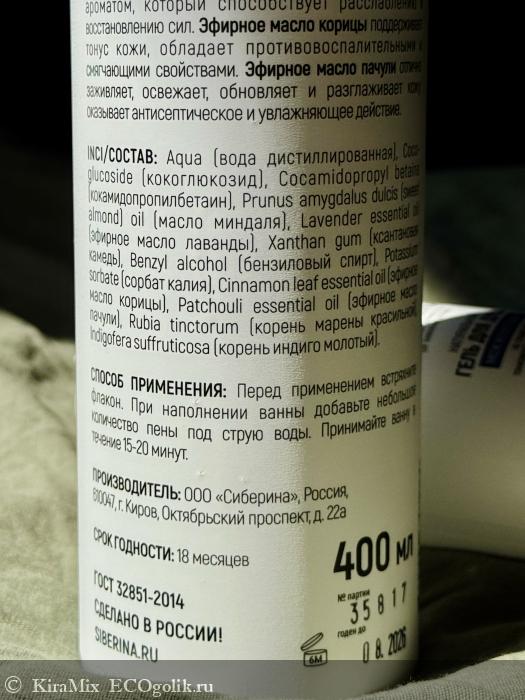 ароматом, который способствует расслаблению и
восстановлению сил. Эфирное масло корицы поддерживает
тонус кожи, обладает противовоспалительными и
смягчающими свойствами. Эфирное масло пачули отлично
заживляет, освежает, обновляет и разглаживает кожу,
оказывает антисептическое и увлажняющее действие.
INCI/СОСТАВ: Aqua (вода дистиллированная), Coco-
glucoside (кокоглюкозид), Cocamidopropyl betaine
(кокамидопропилбетаин), Prunus amygdalus dulcis (sweet
almond) oil (масло миндаля), Lavender essential oil
(эфирное масло лаванды), Xanthan gum (ксантановая
камедь), Benzyl alcohol (бензиловый спирт), Potassium
sorbate (сорбат калия), Cinnamon leaf essential oil (эфирное
масло корицы), Patchouli essential oil (эфирное масло
пачули), Rubia tinctorum (корень марены красильной),
Indigofera suffruticosa (корень индиго молотый).
СПОСОБ ПРИМЕНЕНИЯ: Перед применением встряхните
флакон. При наполнении ванны добавьте небольшое
количество пены под струю воды. Принимайте ванну в
течение 15-20 минут.
ПРОИЗВОДИТЕЛЬ: ООО «Сиберина», Россия,
610047, г. Киров, Октябрьский проспект, д. 22а
СРОК ГОДНОСТИ: 18 месяцев
400 мл
ГОСТ 32851-2014
СДЕЛАНО В РОССИИ!
SIBERINA.RU
№ партии
35817
годен до
08.2026
6M
ГЕЛЬ ДЛЯ
KiraMix ECOgolik.ru